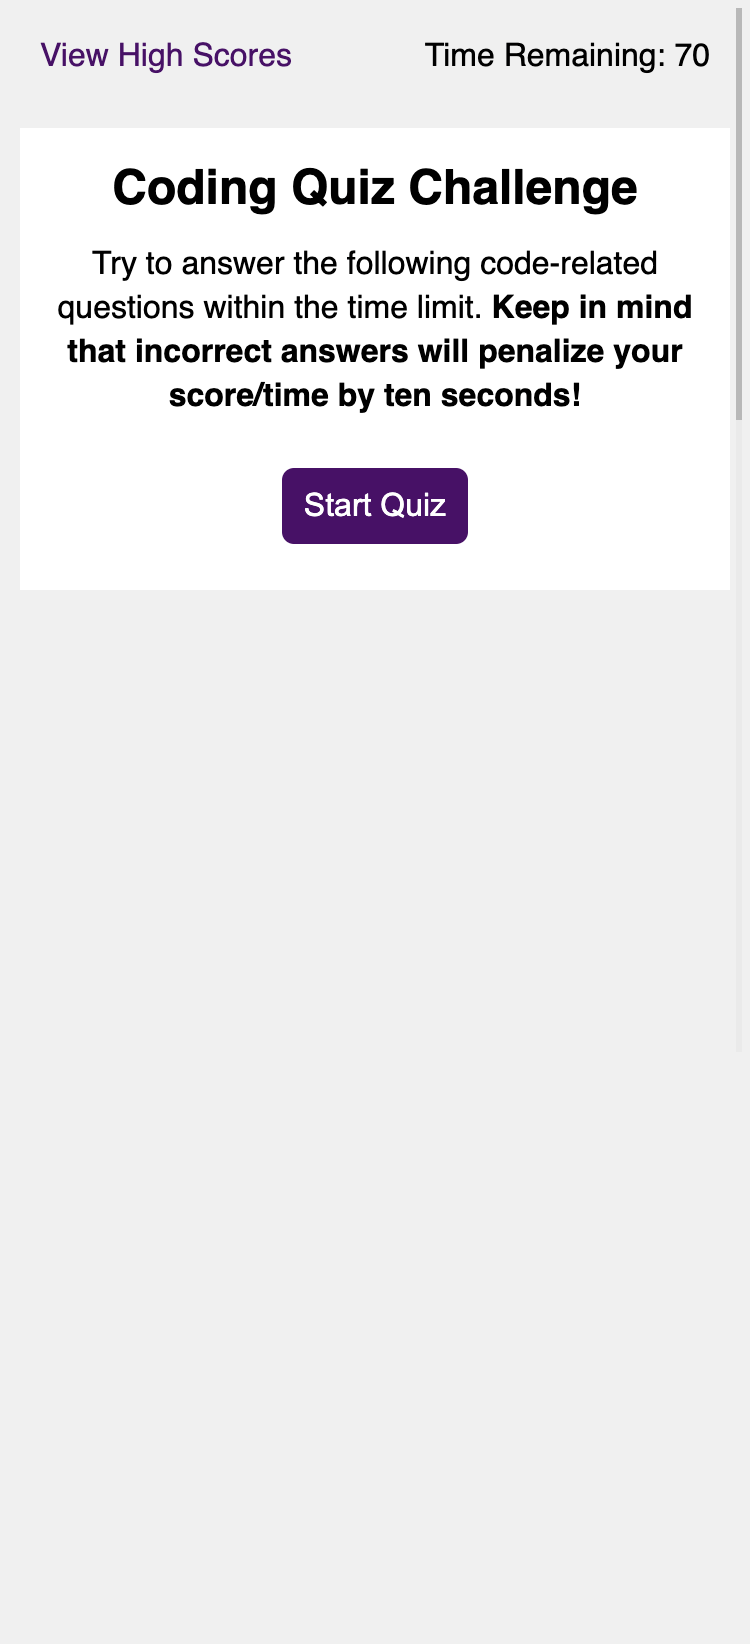 View High Scores
Time Remaining: 70
Coding Quiz Challenge
Try to answer the following code-related
questions within the time limit. Keep in mind
that incorrect answers will penalize your
score/time by ten seconds!
Start Quiz